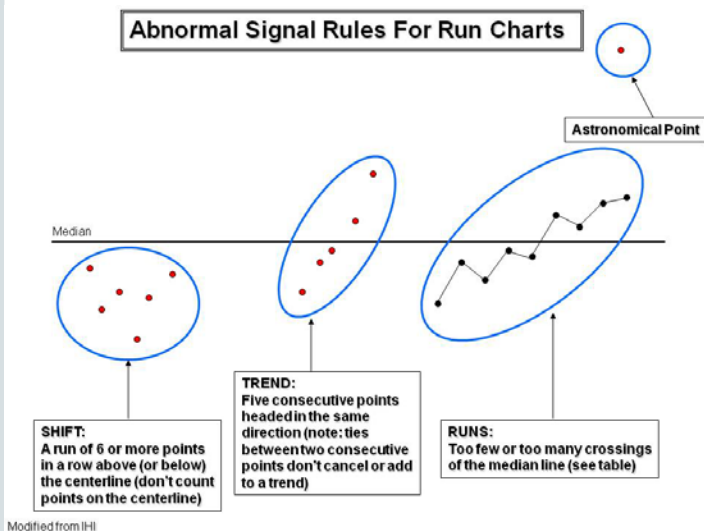 Abnormal Signal Rules For Run Charts
Astronomical Point
Median
SHIFT:
A run of 6 or more points
in a row above (or below)
the centerline (don't count
points on the centerline)
TREND:
Five consecutive points
headed in the same
direction (note: ties
between two consecutive
points don't cancel or add
to a trend)
RUNS:
Too few or too many crossings
of the median line (see table)
Modified from IHI